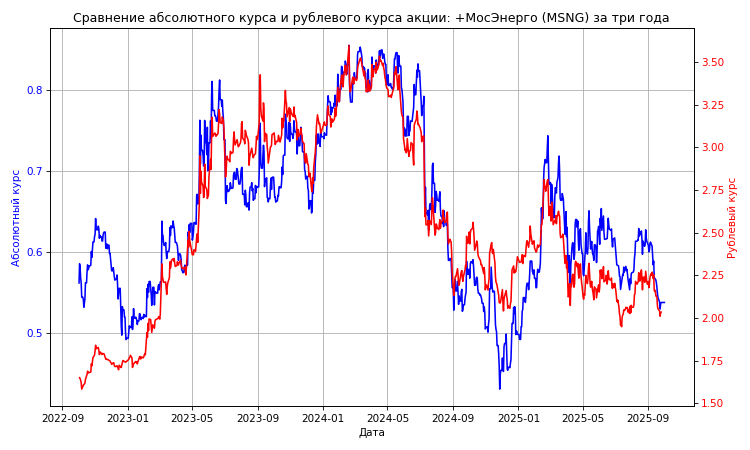 Сравнение абсолютного курса и рублевого курса акции: +МосЭнерго (MSNG) за три года
Абсолютный курс
0.8
0.7
0.6
0.5
3.50
3.25
3.00
2.75
2.50
2.25
2.00
1.75
1.50
Рублевый курс
2022-09 2023-01 2023-05 2023-09 2024-01 2024-05 2024-09 2025-01 2025-05 2025-09
Дата